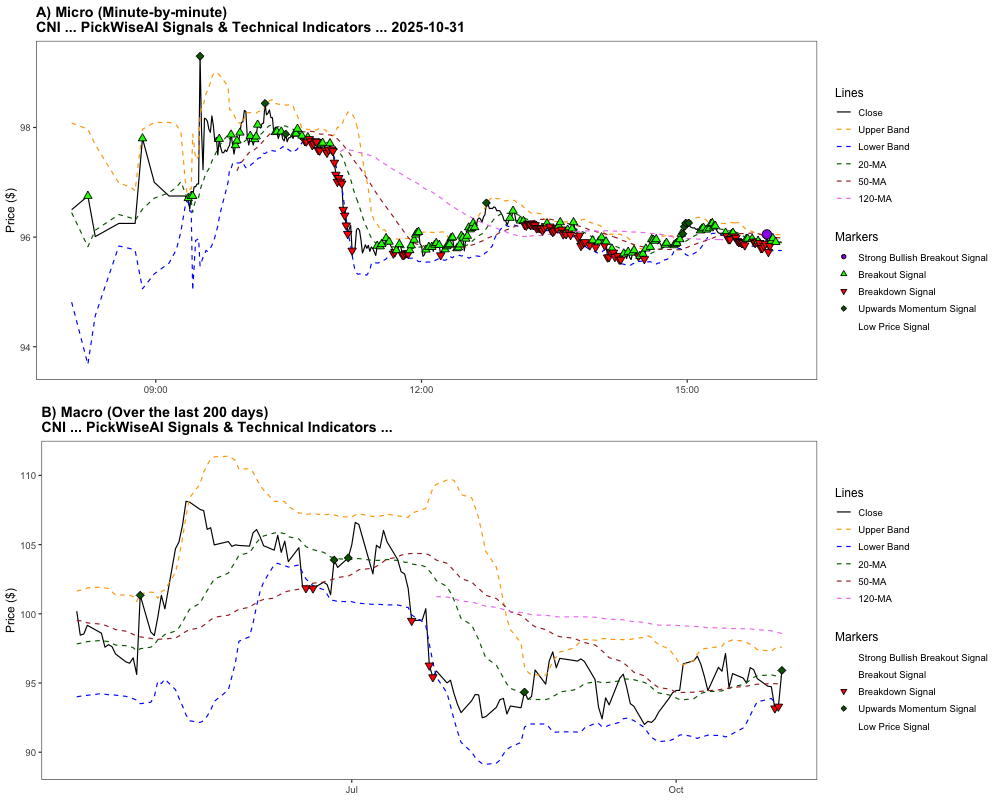 A) Micro (Minute-by-minute)
CNI ... PickWiseAI Signals & Technical Indicators ... 2025-10-31
Price ($)
98
96
94
09:00
12:00
15:00
Lines
Close
Upper Band
Lower Band
20-MA
50-MA
120-MA
Markers
Strong Bullish Breakout Signal
Breakout Signal
Breakdown Signal
Upwards Momentum Signal
Low Price Signal
B) Macro (Over the last 200 days)
CNI ... PickWiseAI Signals & Technical Indicators ...
Price ($)
110
105
100
95
90
Jul
Oct
Lines
Close
Upper Band
Lower Band
20-MA
50-MA
120-MA
Markers
Strong Bullish Breakout Signal
Breakout Signal
Breakdown Signal
Upwards Momentum Signal
Low Price Signal